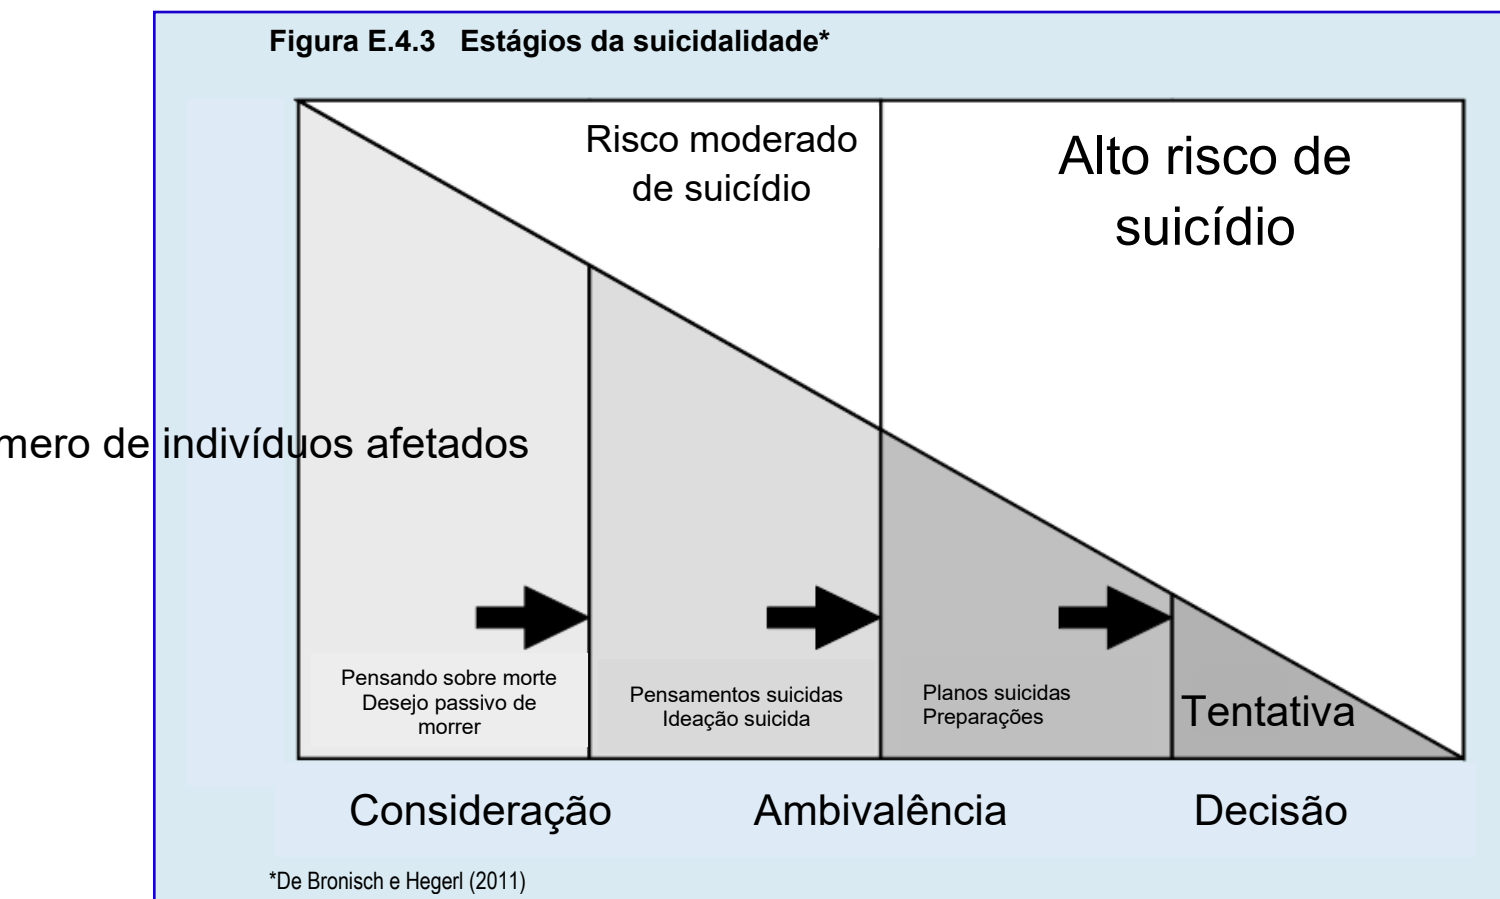 Figura E.4.3 Estágios da suicidalidade*
Risco moderado
de suicídio
Alto risco de
suicídio
mero de indivíduos afetados
Pensando sobre morte
Desejo passivo de
morrer
Pensamentos suicidas
Ideação suicida
Planos suicidas
Preparações
Tentativa
Consideração
Ambivalência
Decisão
*De Bronisch e Hegerl (2011)